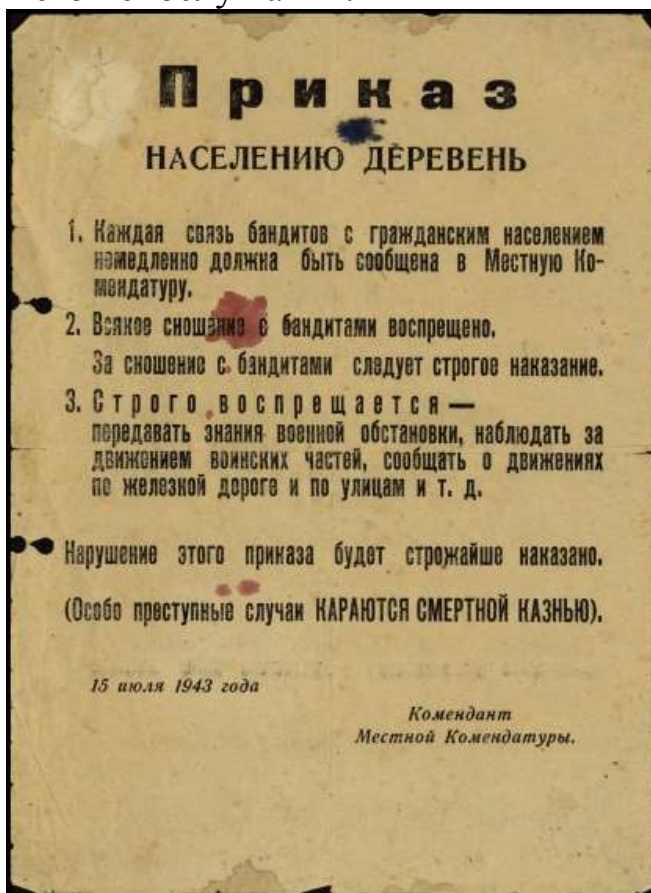 Приказ
НАСЕЛЕНИЮ ДЕРЕВЕНЬ
1. Каждая связь бандитов с гражданским населением
немедленно должна быть сообщена в Местную Ко-
мендатуру.
2. Всякое сношение с бандитами воспрещено.
За сношение с бандитами следует строгое наказание.
3. Строго воспрещается —
передавать знания военной обстановки, наблюдать за
движением воинских частей, сообщать о движениях
по железной дороге и по улицам и т. д.
Нарушение этого приказа будет строжайше наказано.
(Особо преступные случаи КАРАЮТСЯ СМЕРТНОЙ КАЗНЬЮ).
15 июля 1943 года
Комендант
Местной Комендатуры.